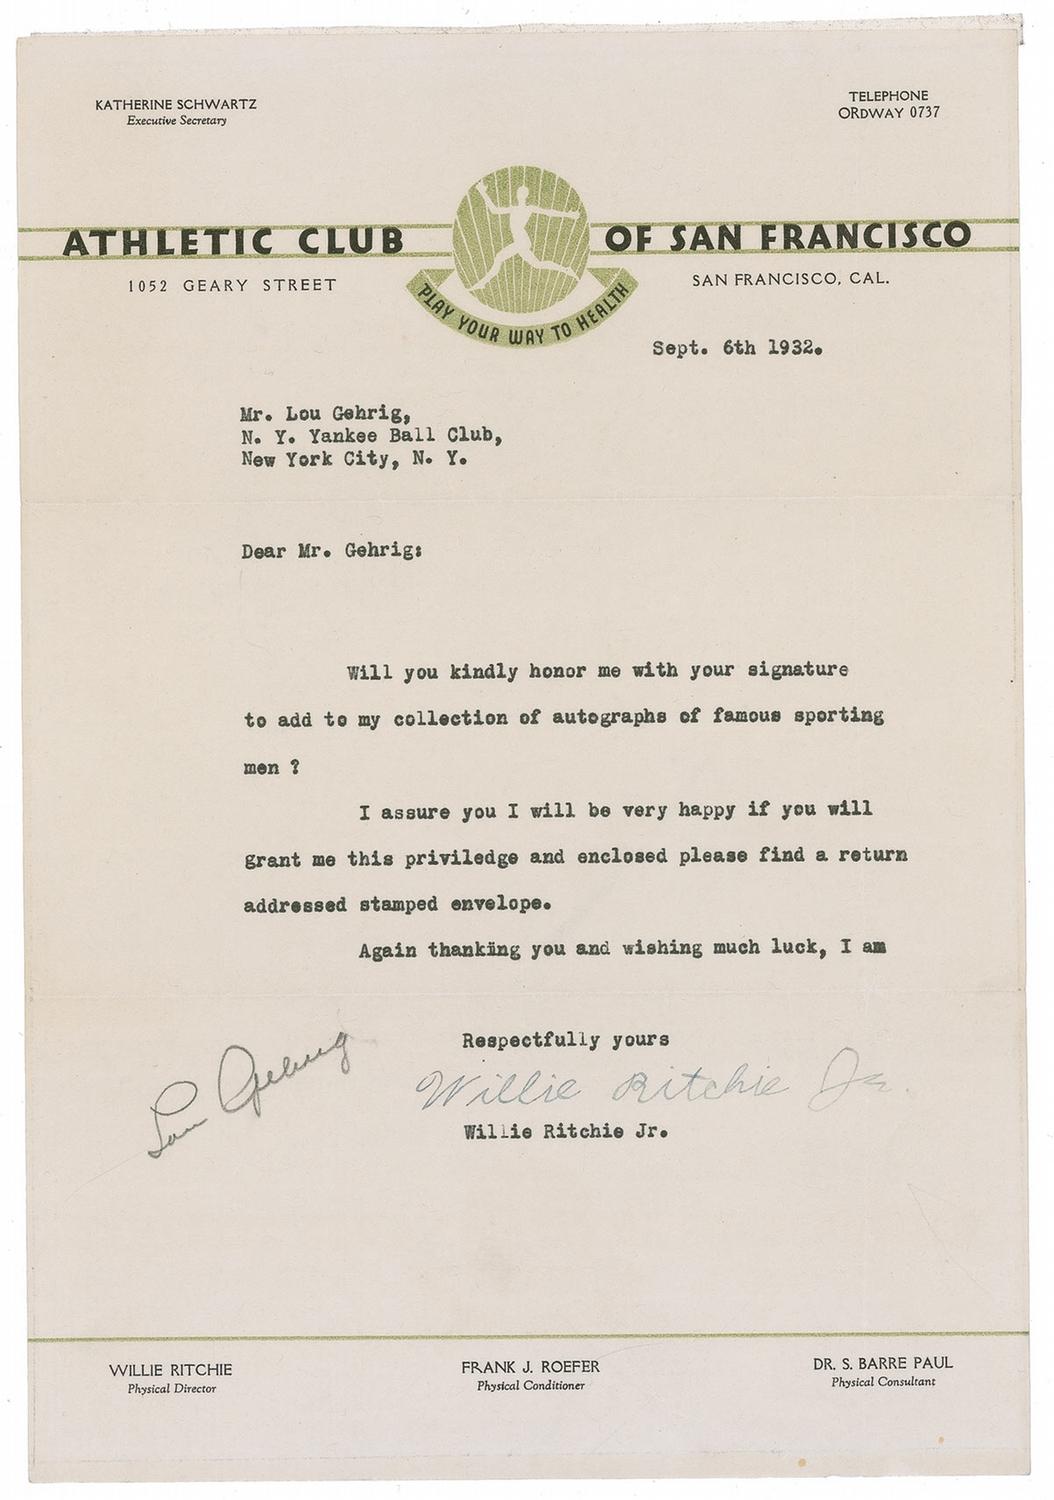 KATHERINE SCHWARTZ
Executive Secretary
TELEPHONE
ORDWAY 0737
ATHLETIC CLUB OF SAN FRANCISCO
1052 GEARY STREET
SAN FRANCISCO, CAL.
PLAY YOUR WAY TO HEALTH
Sept. 6th 1932.
Mr. Lou Gehrig,
N. Y. Yankee Ball Club,
New York City, N. Y.
Dear Mr. Gehrig:
Will you kindly honor me with your signature
to add to my collection of autographs of famous sporting
men ?
I assure you I will be very happy if you will
grant me this priviledge and enclosed please find a return
addressed stamped envelope.
Again thanking you and wishing much luck, I am
Respectfully yours
Lou Gehrig
Willie Ritchie Jr.
Willie Ritchie Jr.
WILLIE RITCHIE
Physical Director
FRANK J. ROEFER
Physical Conditioner
DR. S. BARRE PAUL
Physical Consultant